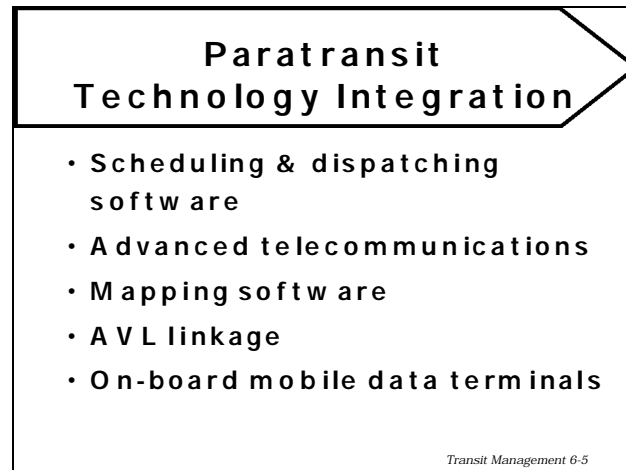 Paratransit
Technology Integration
• Scheduling & dispatching
software
• Advanced telecommunications
• Mapping software
• AVL linkage
• On-board mobile data terminals
Transit Management 6-5